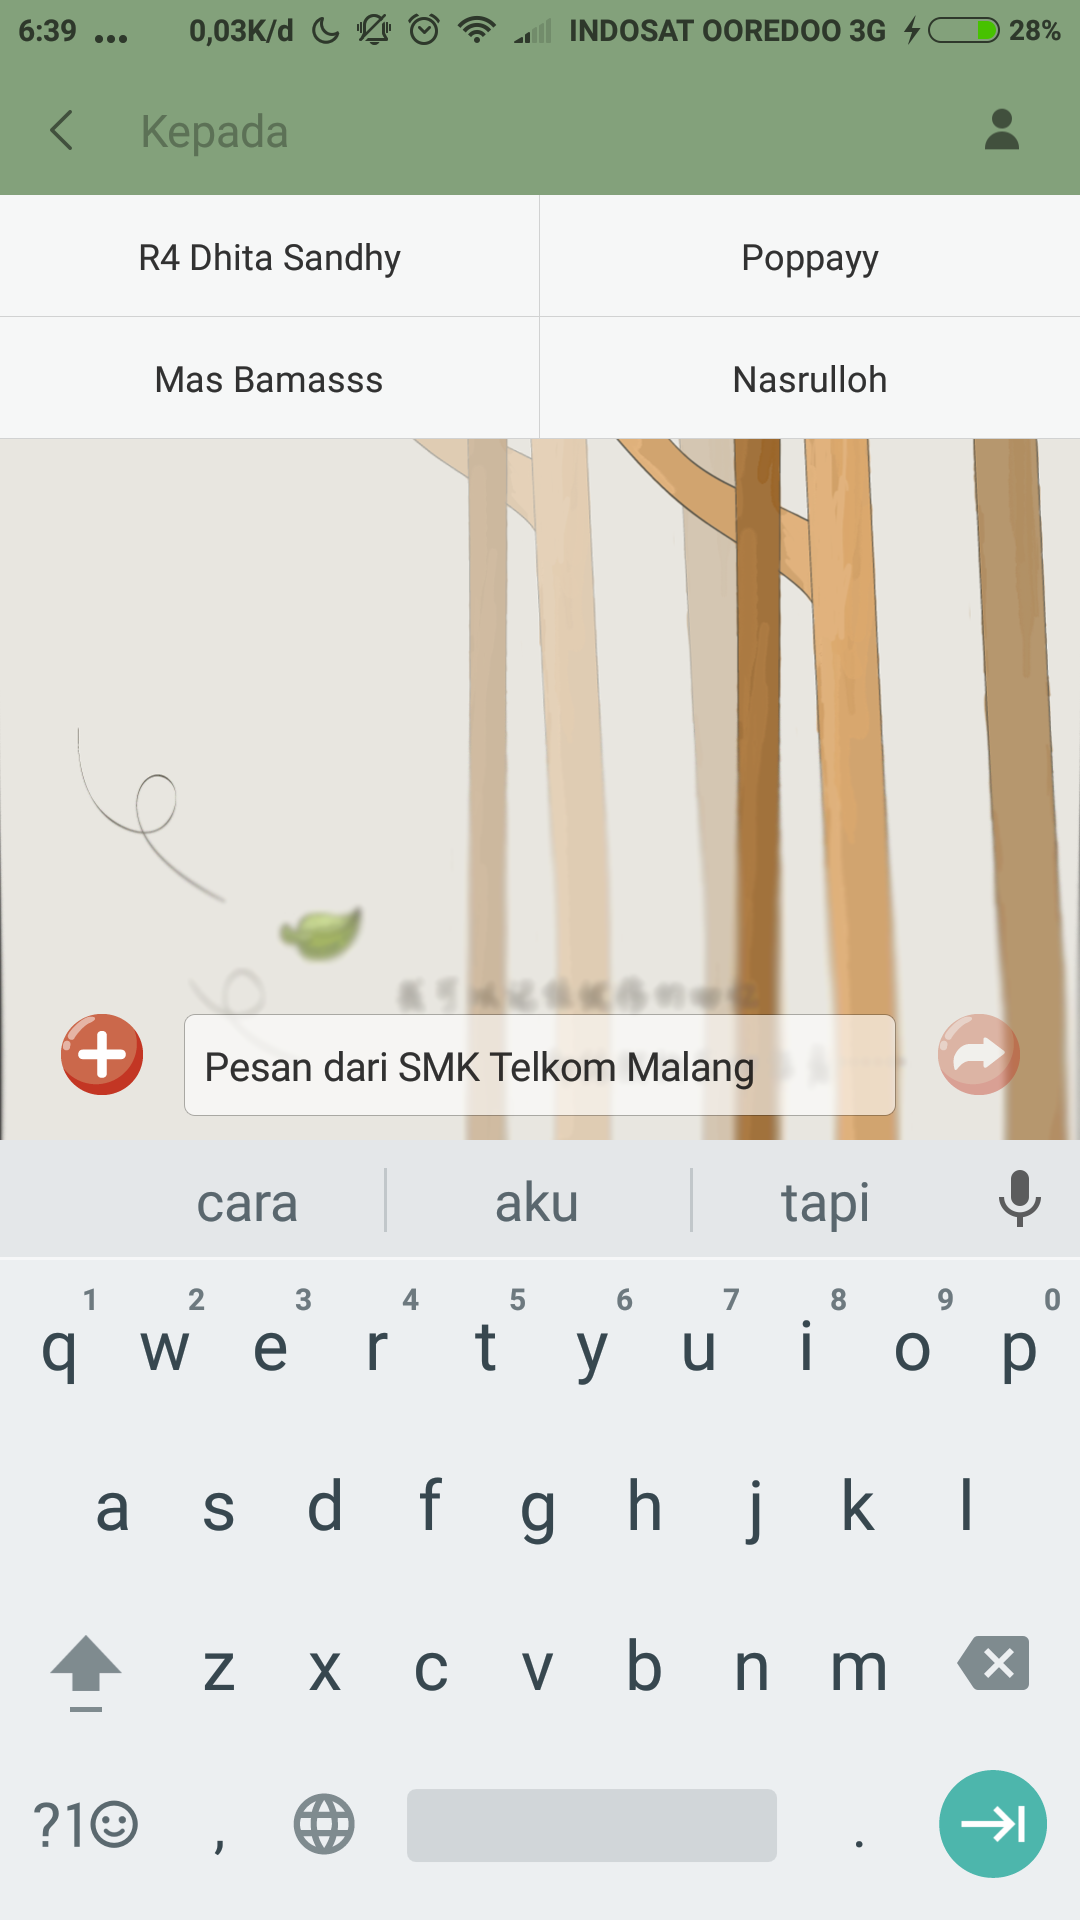 6:39 ... 0,03K/d INDOSAT OOREDOO 3G 28%
Kepada
R4 Dhita Sandhy Poppayy
Mas Bamasss Nasrulloh
Pesan dari SMK Telkom Malang
cara aku tapi
1 2 3 4 5 6 7 8 9 0
q w e r t y u i o p
a s d f g h j k l
z x c v b n m
?1 , .